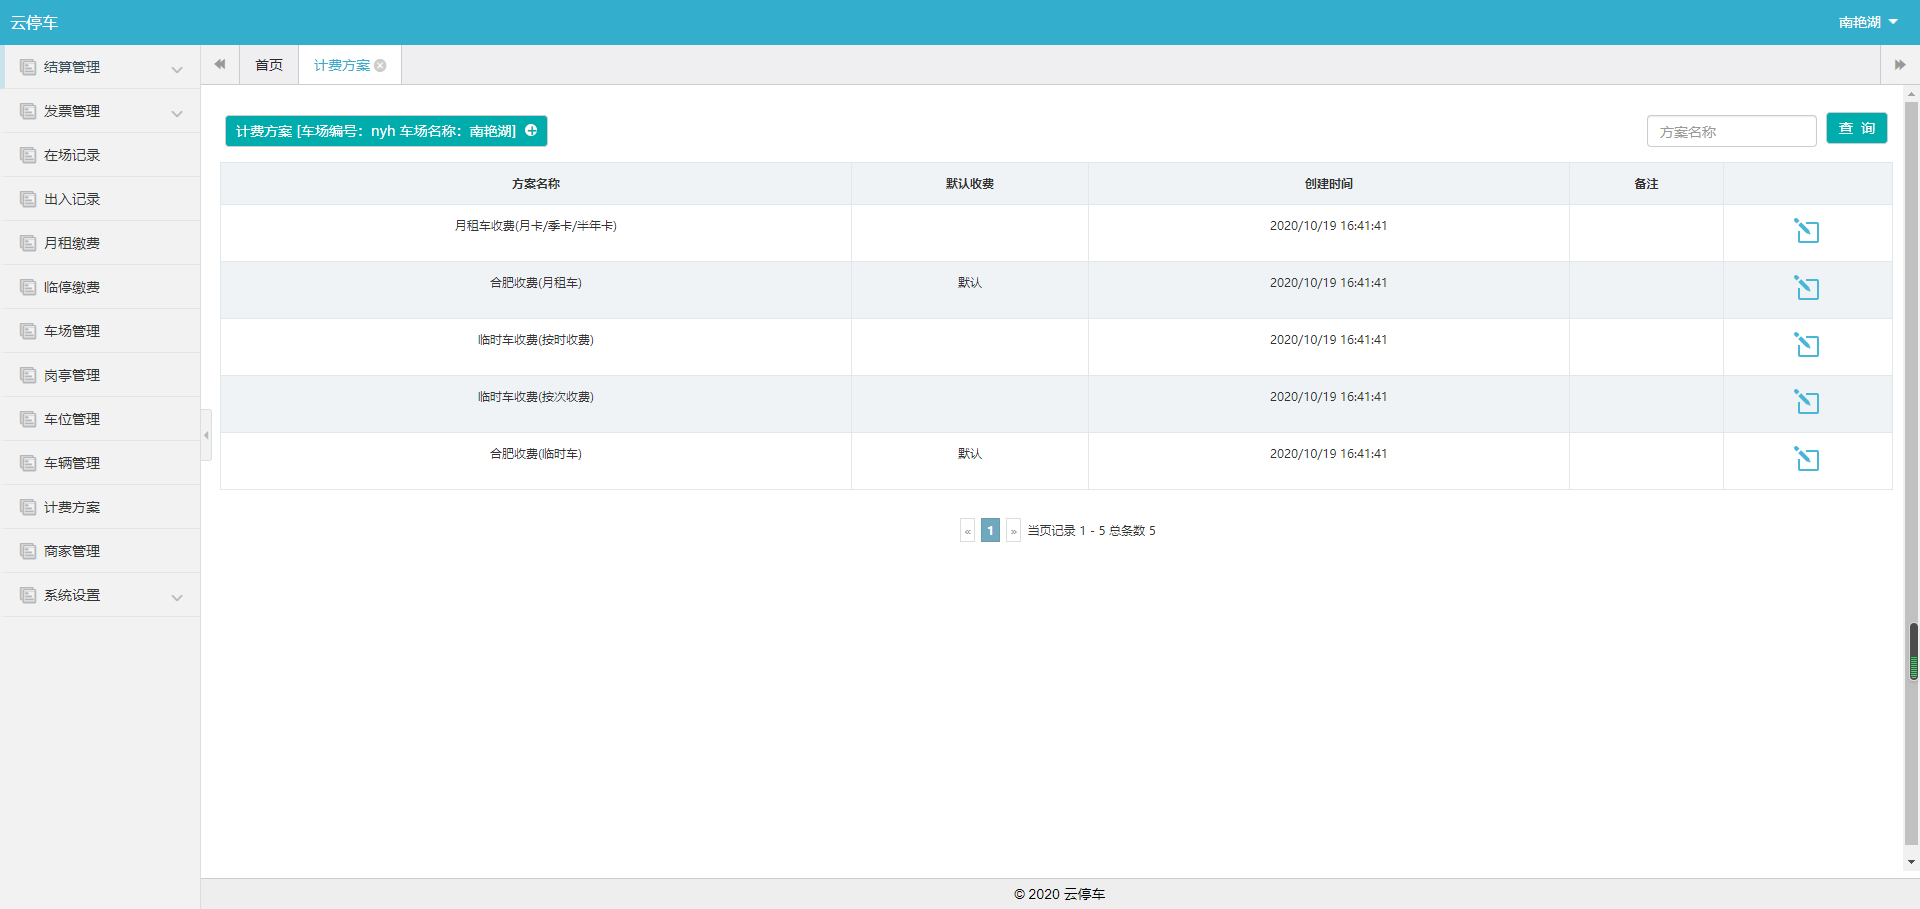 云停车
南艳湖
结算管理
发票管理
在场记录
出入记录
月租缴费
临停缴费
车场管理
岗亭管理
车位管理
车辆管理
计费方案
商家管理
系统设置
首页
计费方案
计费方案 [车场编号：nyh 车场名称：南艳湖]
方案名称
查 询
方案名称 默认收费 创建时间 备注
月租车收费(月卡/季卡/半年卡) 2020/10/19 16:41:41
合肥收费(月租车) 默认 2020/10/19 16:41:41
临时车收费(按时收费) 2020/10/19 16:41:41
临时车收费(按次收费) 2020/10/19 16:41:41
合肥收费(临时车) 默认 2020/10/19 16:41:41
« 1 » 当页记录 1 - 5 总条数 5
© 2020 云停车